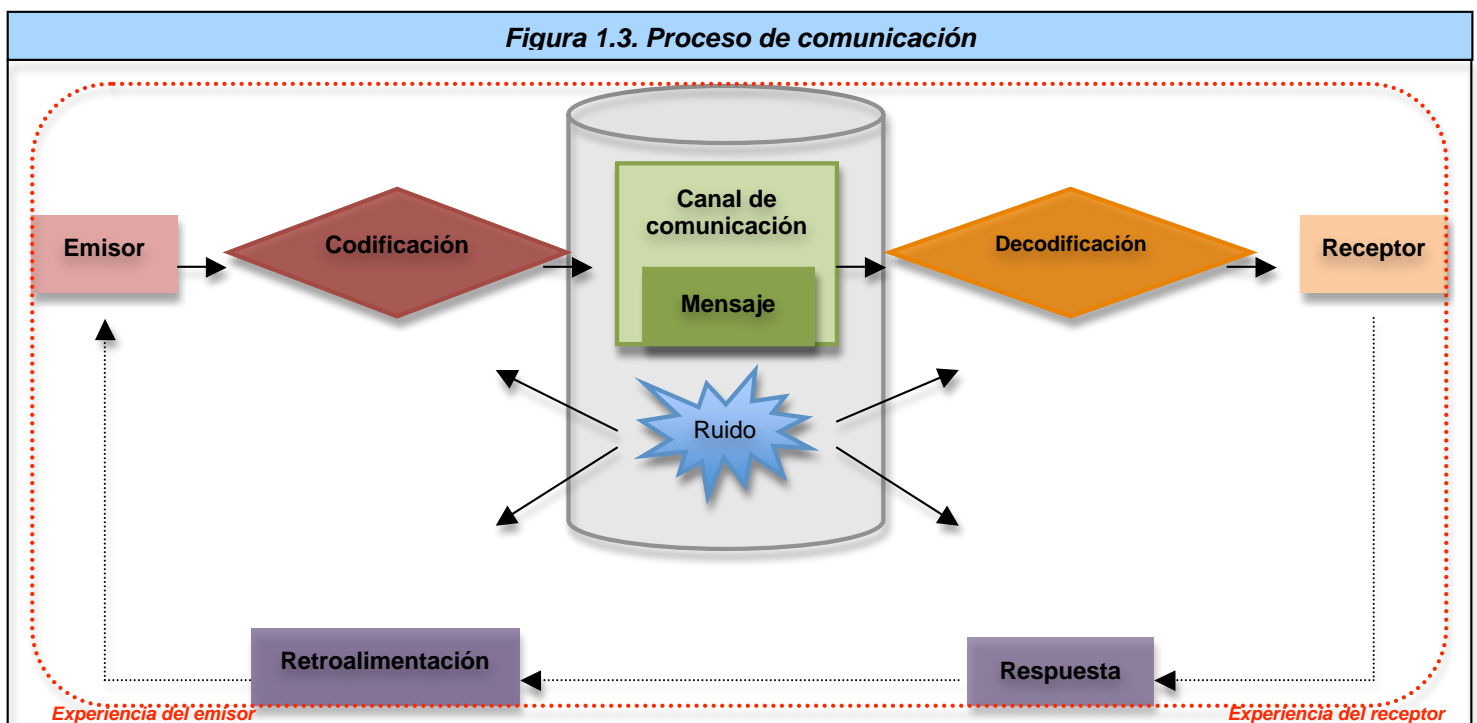 Figura 1.3. Proceso de comunicación
Emisor
Codificación
Canal de
comunicación
Mensaje
Decodificación
Receptor
Ruido
Retroalimentación
Respuesta
Experiencia del emisor
Experiencia del receptor